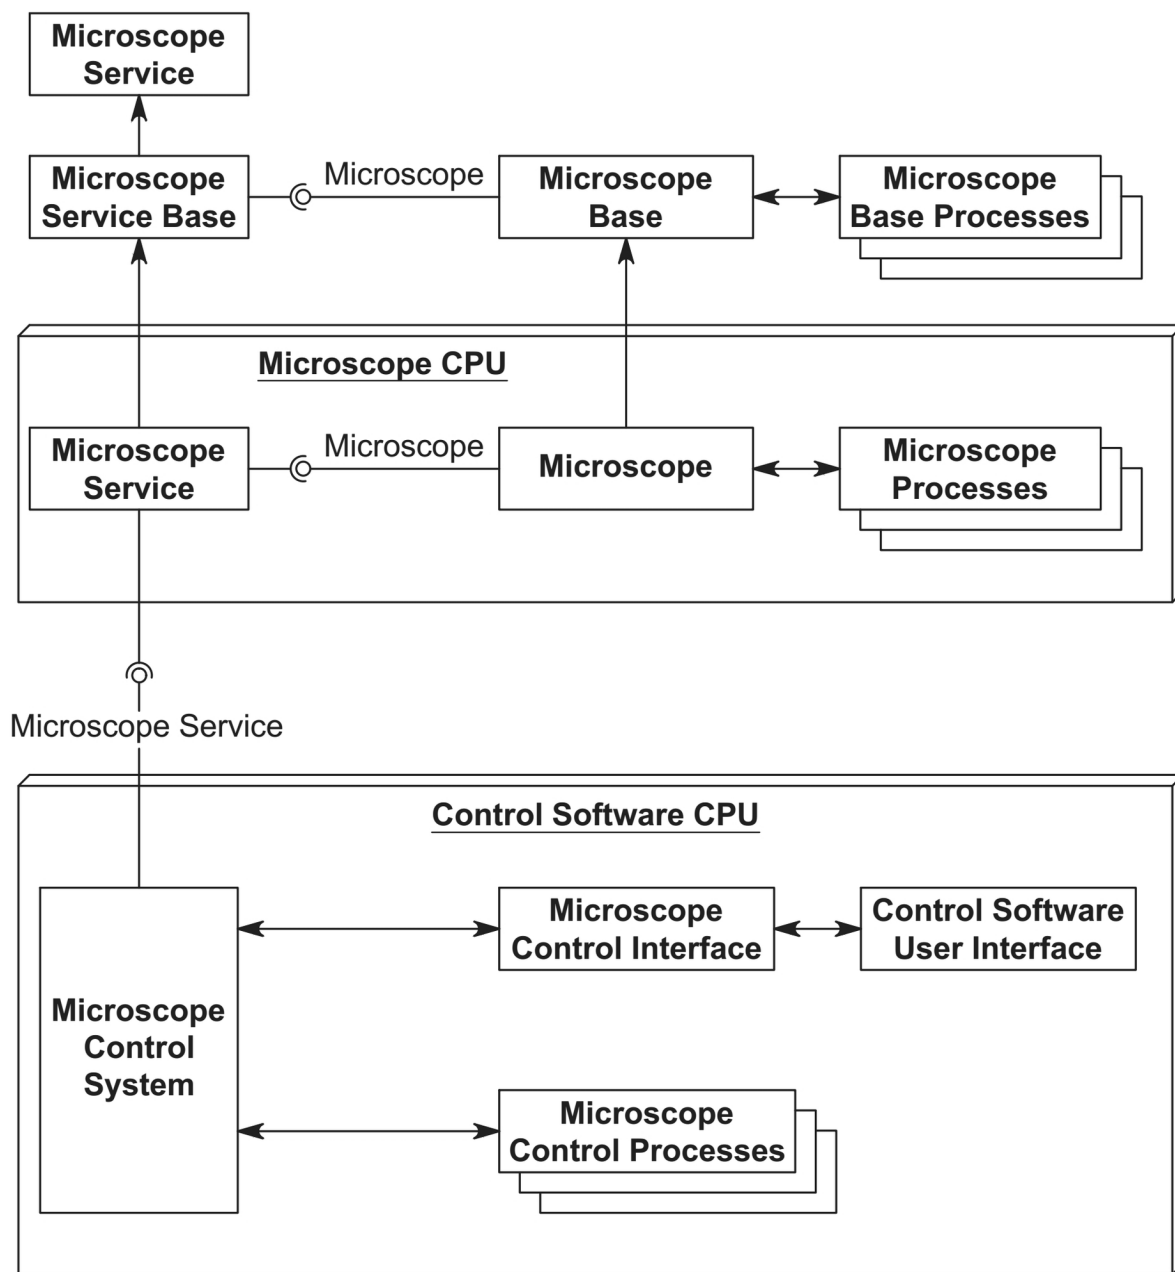 Microscope
Service
Microscope
Service Base
Microscope
Microscope
Base
Microscope
Base Processes
Microscope CPU
Microscope
Service
Microscope
Microscope
Microscope
Processes
Microscope Service
Control Software CPU
Microscope
Control Interface
Control Software
User Interface
Microscope
Control
System
Microscope
Control Processes